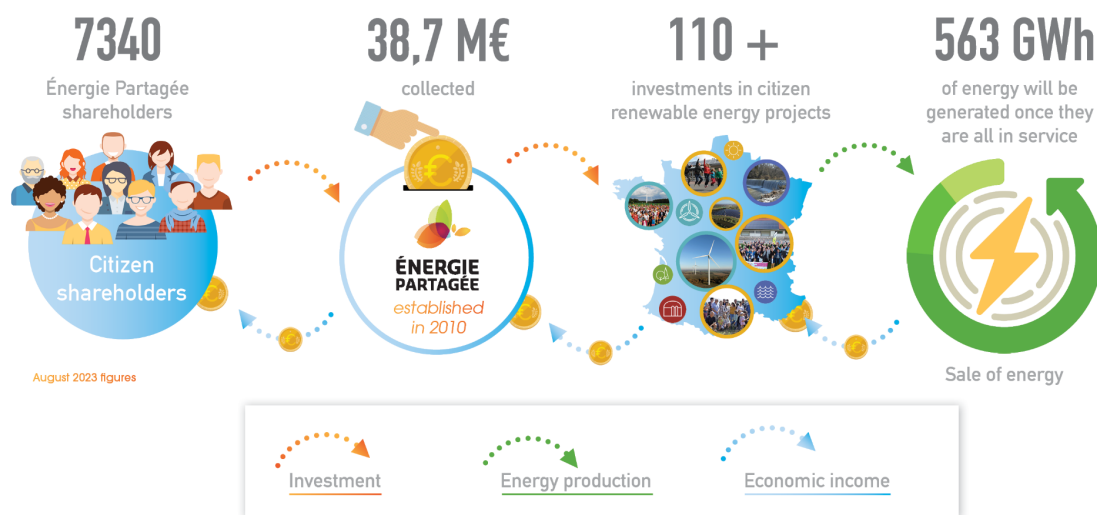 7340
Énergie Partagée
shareholders
38,7 M€
collected
110 +
investments in citizen
renewable energy projects
563 GWh
of energy will be
generated once they
are all in service
Citizen
shareholders
ÉNERGIE
PARTAGÉE
established
in 2010
August 2023 figures
Sale of energy
Investment
Energy production
Economic income